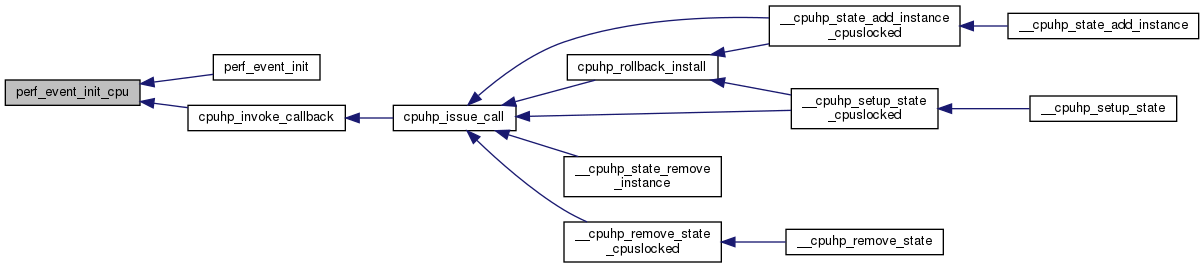 perf_event_init_cpu
perf_event_init
cpuhp_invoke_callback
cpuhp_issue_call
__cpuhp_state_add_instance
_cpuslocked
__cpuhp_state_add_instance
cpuhp_rollback_install
__cpuhp_setup_state
_cpuslocked
__cpuhp_setup_state
__cpuhp_state_remove
_instance
__cpuhp_remove_state
_cpuslocked
__cpuhp_remove_state